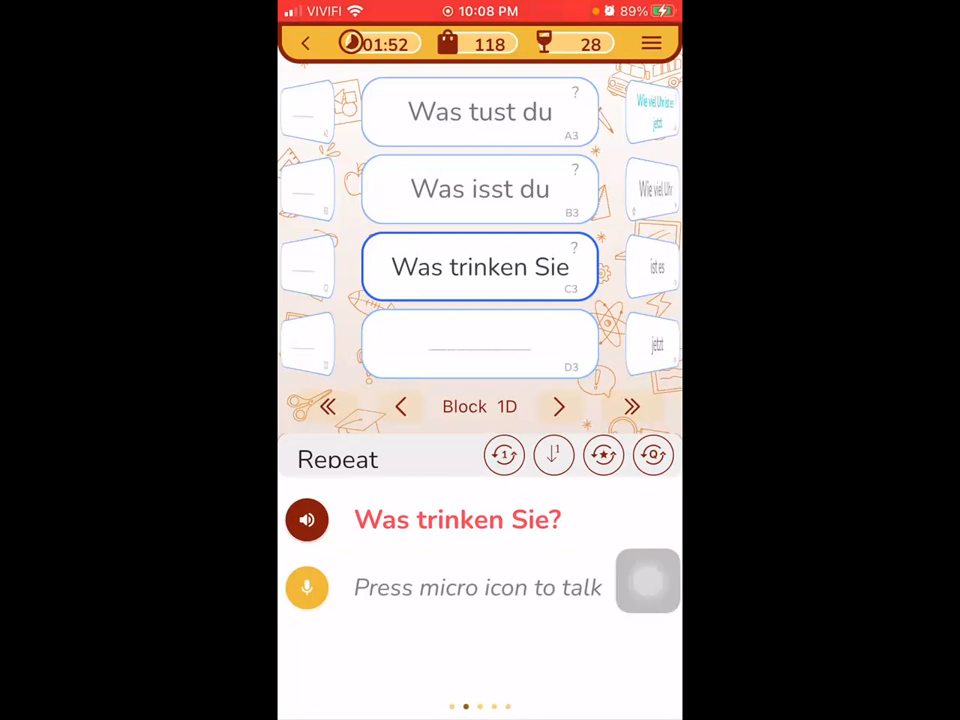 VIVIFI 10:08 PM 89%
01:52 118 28
Was tust du ?
A3
Wie viel Uhr ist es
jetzt
Was isst du ?
B3
Wie viel Uhr
Was trinken Sie ?
C3
ist es
D3
jetzt
Block 1D
Repeat 1 1 Q
Was trinken Sie?
Press micro icon to talk